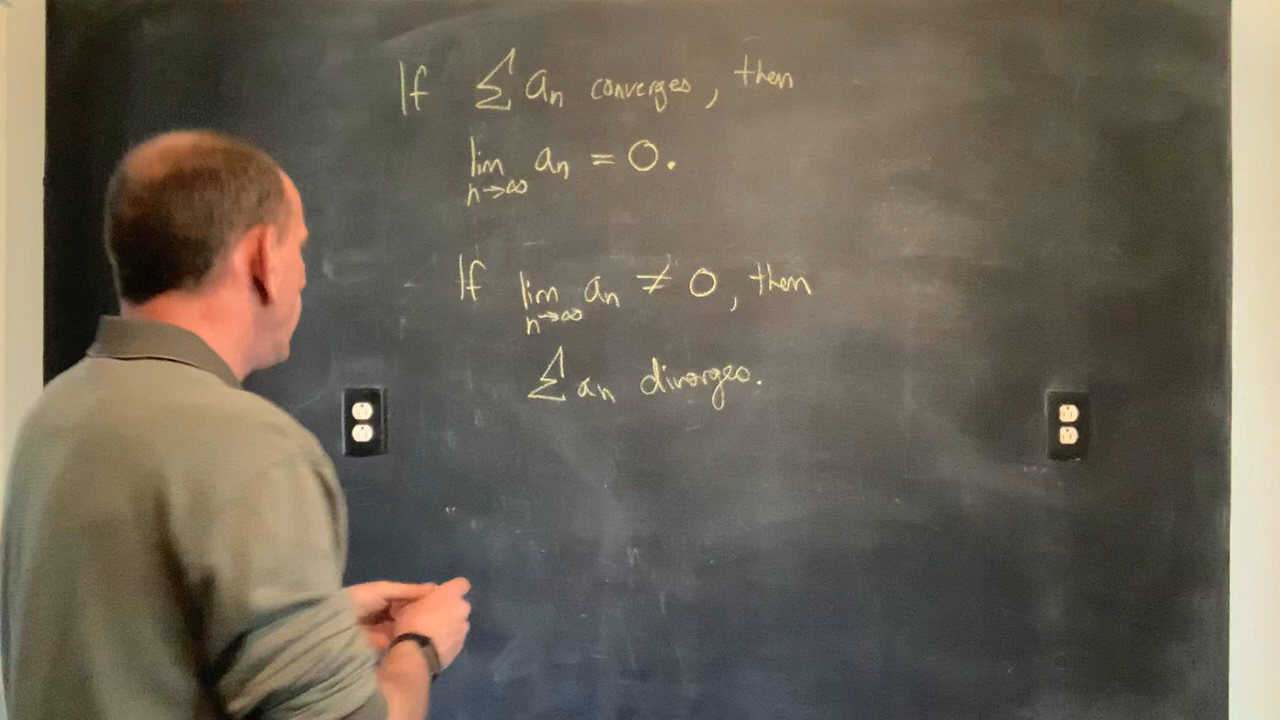 If ∑ aₙ converges, then
lim aₙ = 0.
n→∞
If lim aₙ ≠ 0, then
n→∞
∑ aₙ diverges.